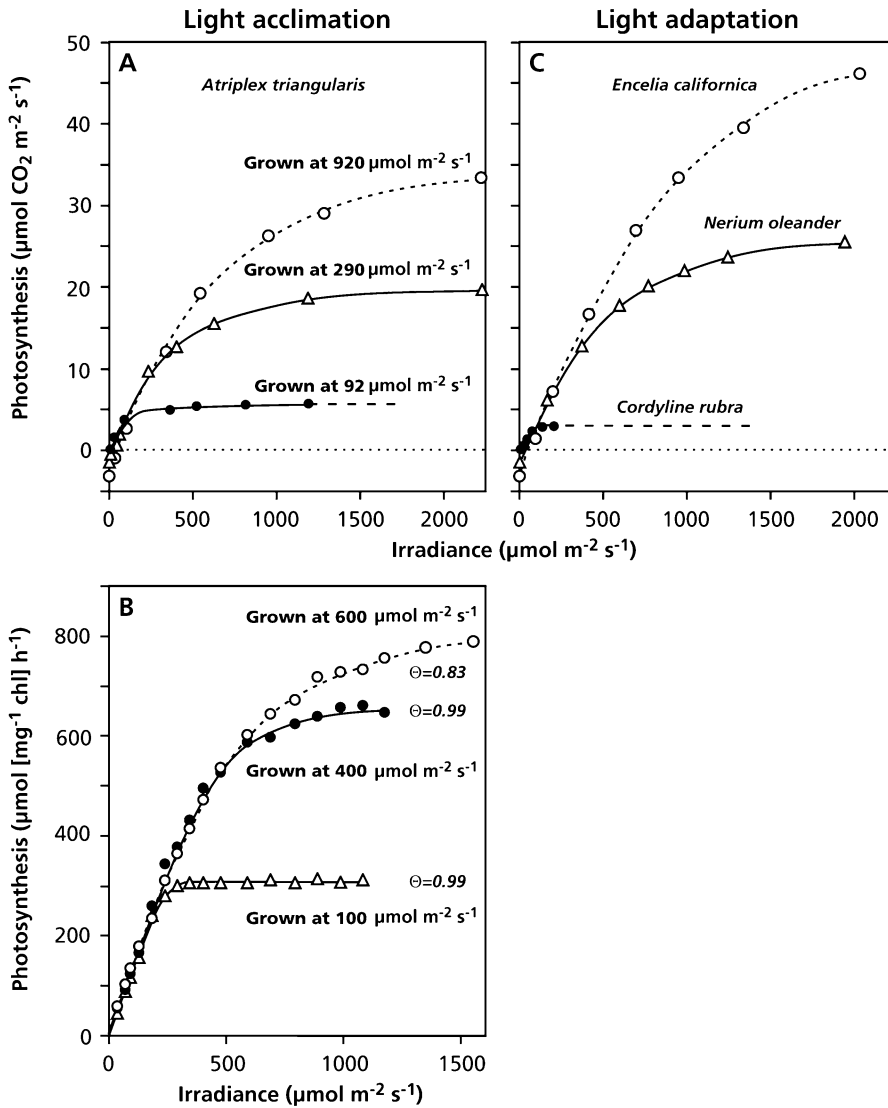 Light acclimation
Light adaptation
A
Atriplex triangularis
Grown at 920 µmol m-2 s-1
Grown at 290 µmol m-2 s-1
Grown at 92 µmol m-2 s-1
Photosynthesis (µmol CO2 m-2 s-1)
50
40
30
20
10
0
0 500 1000 1500 2000
C
Encelia californica
Nerium oleander
Cordyline rubra
0 500 1000 1500 2000
Irradiance (µmol m-2 s-1)
B
Grown at 600 µmol m-2 s-1
Θ=0.83
Θ=0.99
Grown at 400 µmol m-2 s-1
Θ=0.99
Grown at 100 µmol m-2 s-1
Photosynthesis (µmol [mg-1 chl] h-1)
800
600
400
200
0
0 500 1000 1500
Irradiance (µmol m-2 s-1)